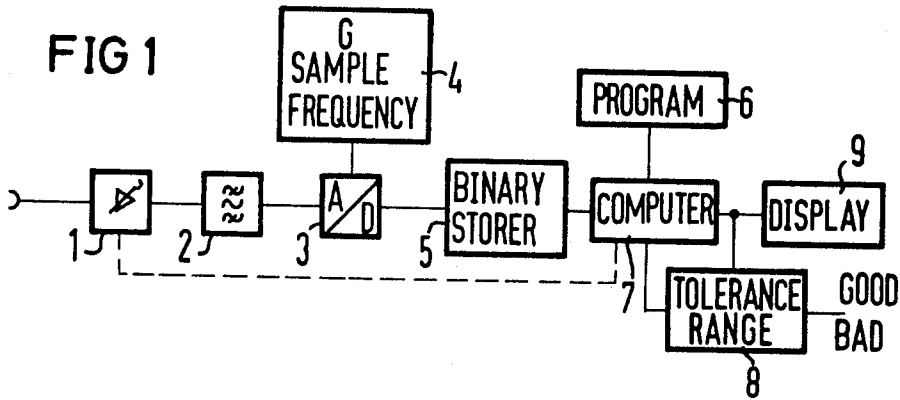 FIG 1
G
SAMPLE
FREQUENCY
4
PROGRAM
6
1
2
A
D
3
BINARY
STORER
5
COMPUTER
7
DISPLAY
9
TOLERANCE
RANGE
8
GOOD
BAD